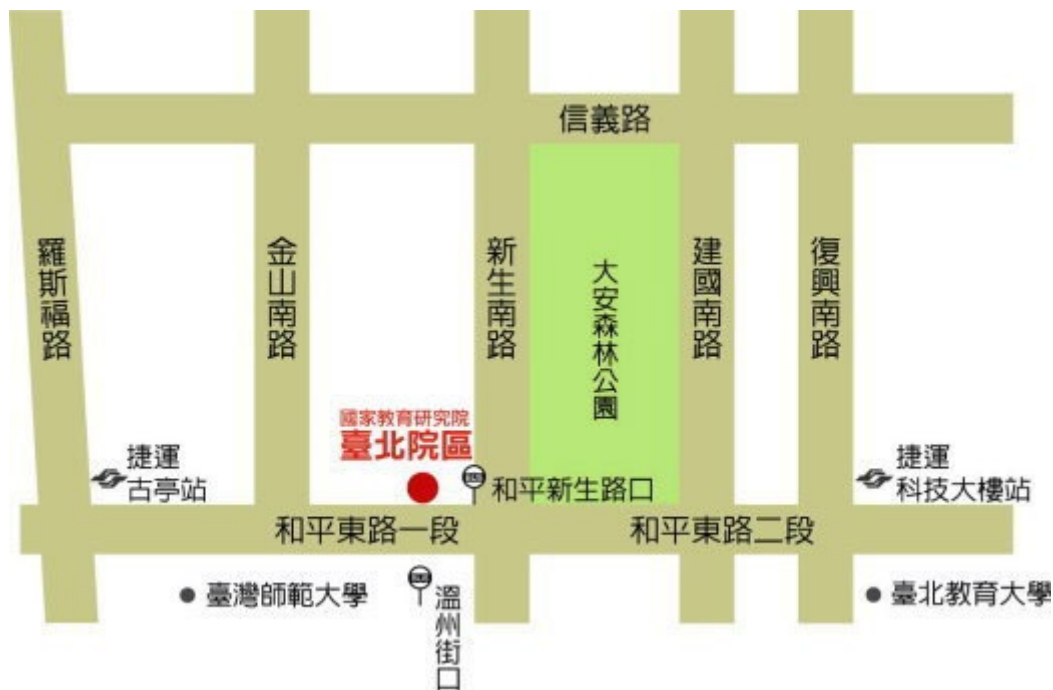 信義路
羅斯福路
金山南路
新生南路
大安森林公園
建國南路
復興南路
國家教育研究院
臺北院區
捷運
古亭站
和平新生路口
捷運
科技大樓站
和平東路一段
和平東路二段
臺灣師範大學
溫州街口
臺北教育大學